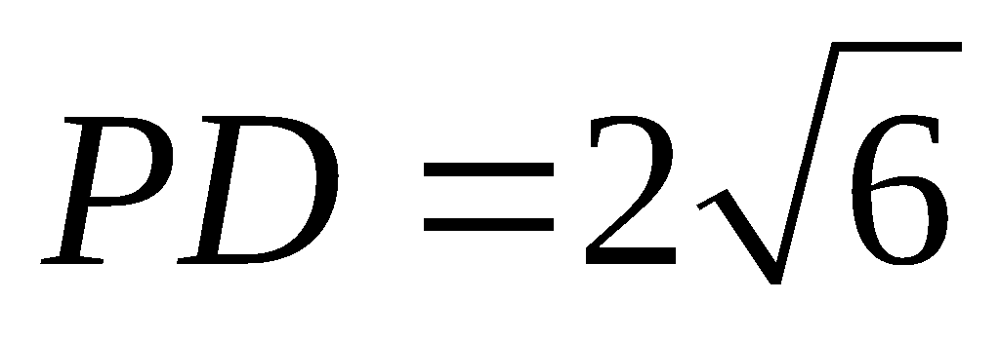 PD = 2√6